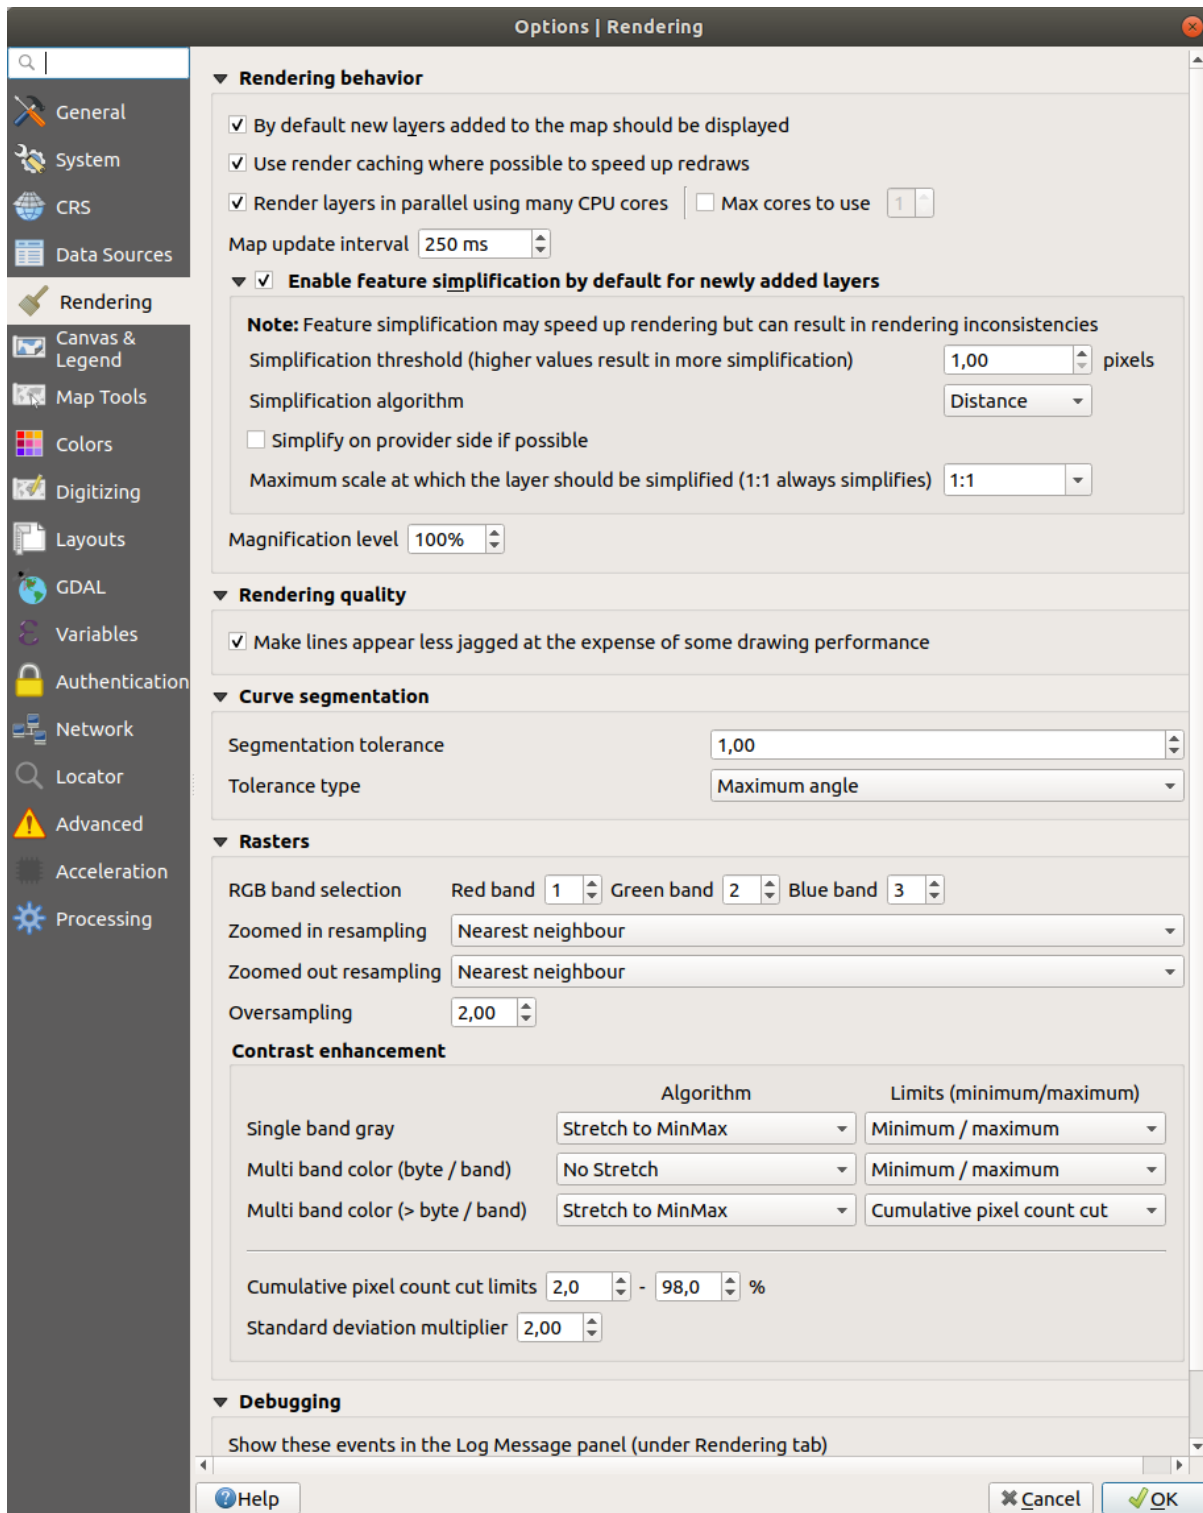 Options | Rendering
General
System
CRS
Data Sources
Rendering
Canvas &
Legend
Map Tools
Colors
Digitizing
Layouts
GDAL
Variables
Authentication
Network
Locator
Advanced
Acceleration
Processing
Rendering behavior
By default new layers added to the map should be displayed
Use render caching where possible to speed up redraws
Render layers in parallel using many CPU cores Max cores to use 1
Map update interval 250 ms
Enable feature simplification by default for newly added layers
Note: Feature simplification may speed up rendering but can result in rendering inconsistencies
Simplification threshold (higher values result in more simplification) 1,00 pixels
Simplification algorithm Distance
Simplify on provider side if possible
Maximum scale at which the layer should be simplified (1:1 always simplifies) 1:1
Magnification level 100%
Rendering quality
Make lines appear less jagged at the expense of some drawing performance
Curve segmentation
Segmentation tolerance 1,00
Tolerance type Maximum angle
Rasters
RGB band selection Red band 1 Green band 2 Blue band 3
Zoomed in resampling Nearest neighbour
Zoomed out resampling Nearest neighbour
Oversampling 2,00
Contrast enhancement
Algorithm Limits (minimum/maximum)
Single band gray Stretch to MinMax Minimum / maximum
Multi band color (byte / band) No Stretch Minimum / maximum
Multi band color (> byte / band) Stretch to MinMax Cumulative pixel count cut
Cumulative pixel count cut limits 2,0 - 98,0 %
Standard deviation multiplier 2,00
Debugging
Show these events in the Log Message panel (under Rendering tab)
Help Cancel OK